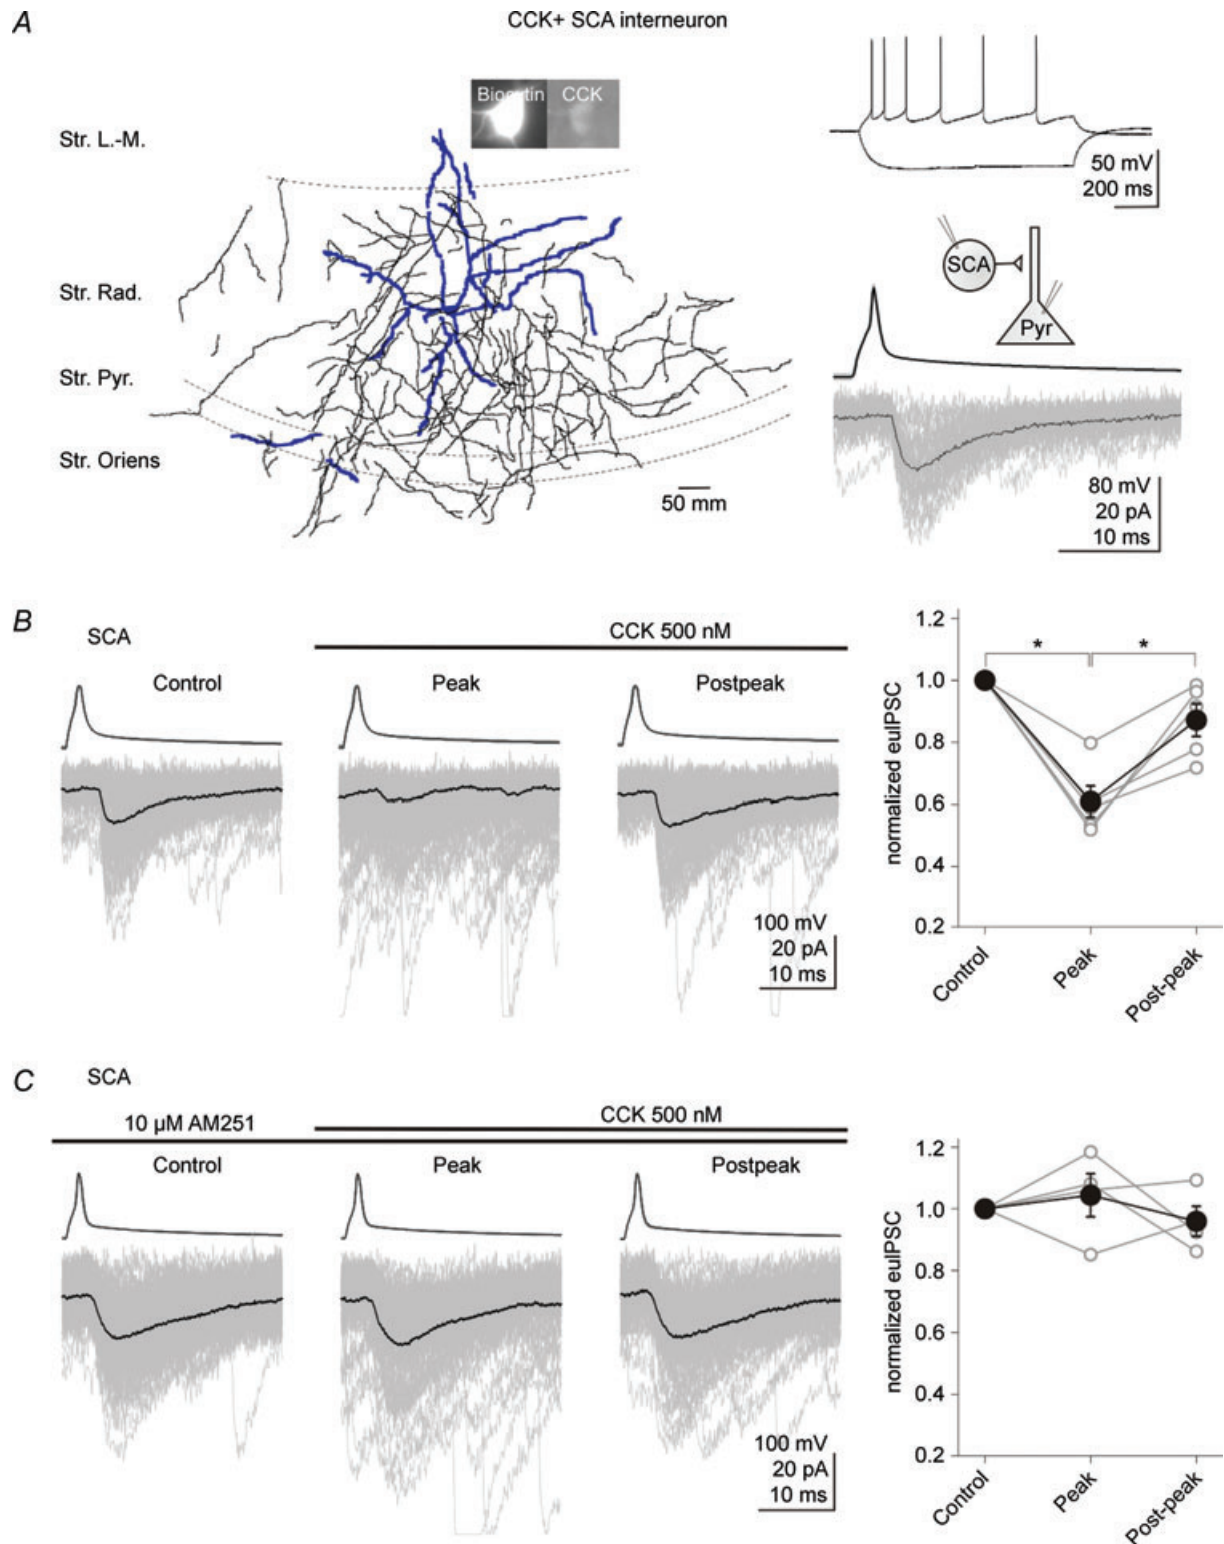 A
CCK+ SCA interneuron
Biocytin
CCK
Str. L.-M.
Str. Rad.
Str. Pyr.
Str. Oriens
50 mm
50 mV
200 ms
SCA
Pyr
80 mV
20 pA
10 ms
B
SCA
CCK 500 nM
Control
Peak
Postpeak
100 mV
20 pA
10 ms
normalized euIPSC
1.2
1.0
0.8
0.6
0.4
0.2
*
*
Control
Peak
Post-peak
C
SCA
10 µM AM251
CCK 500 nM
Control
Peak
Postpeak
100 mV
20 pA
10 ms
normalized euIPSC
1.2
1.0
0.8
0.6
0.4
0.2
Control
Peak
Post-peak